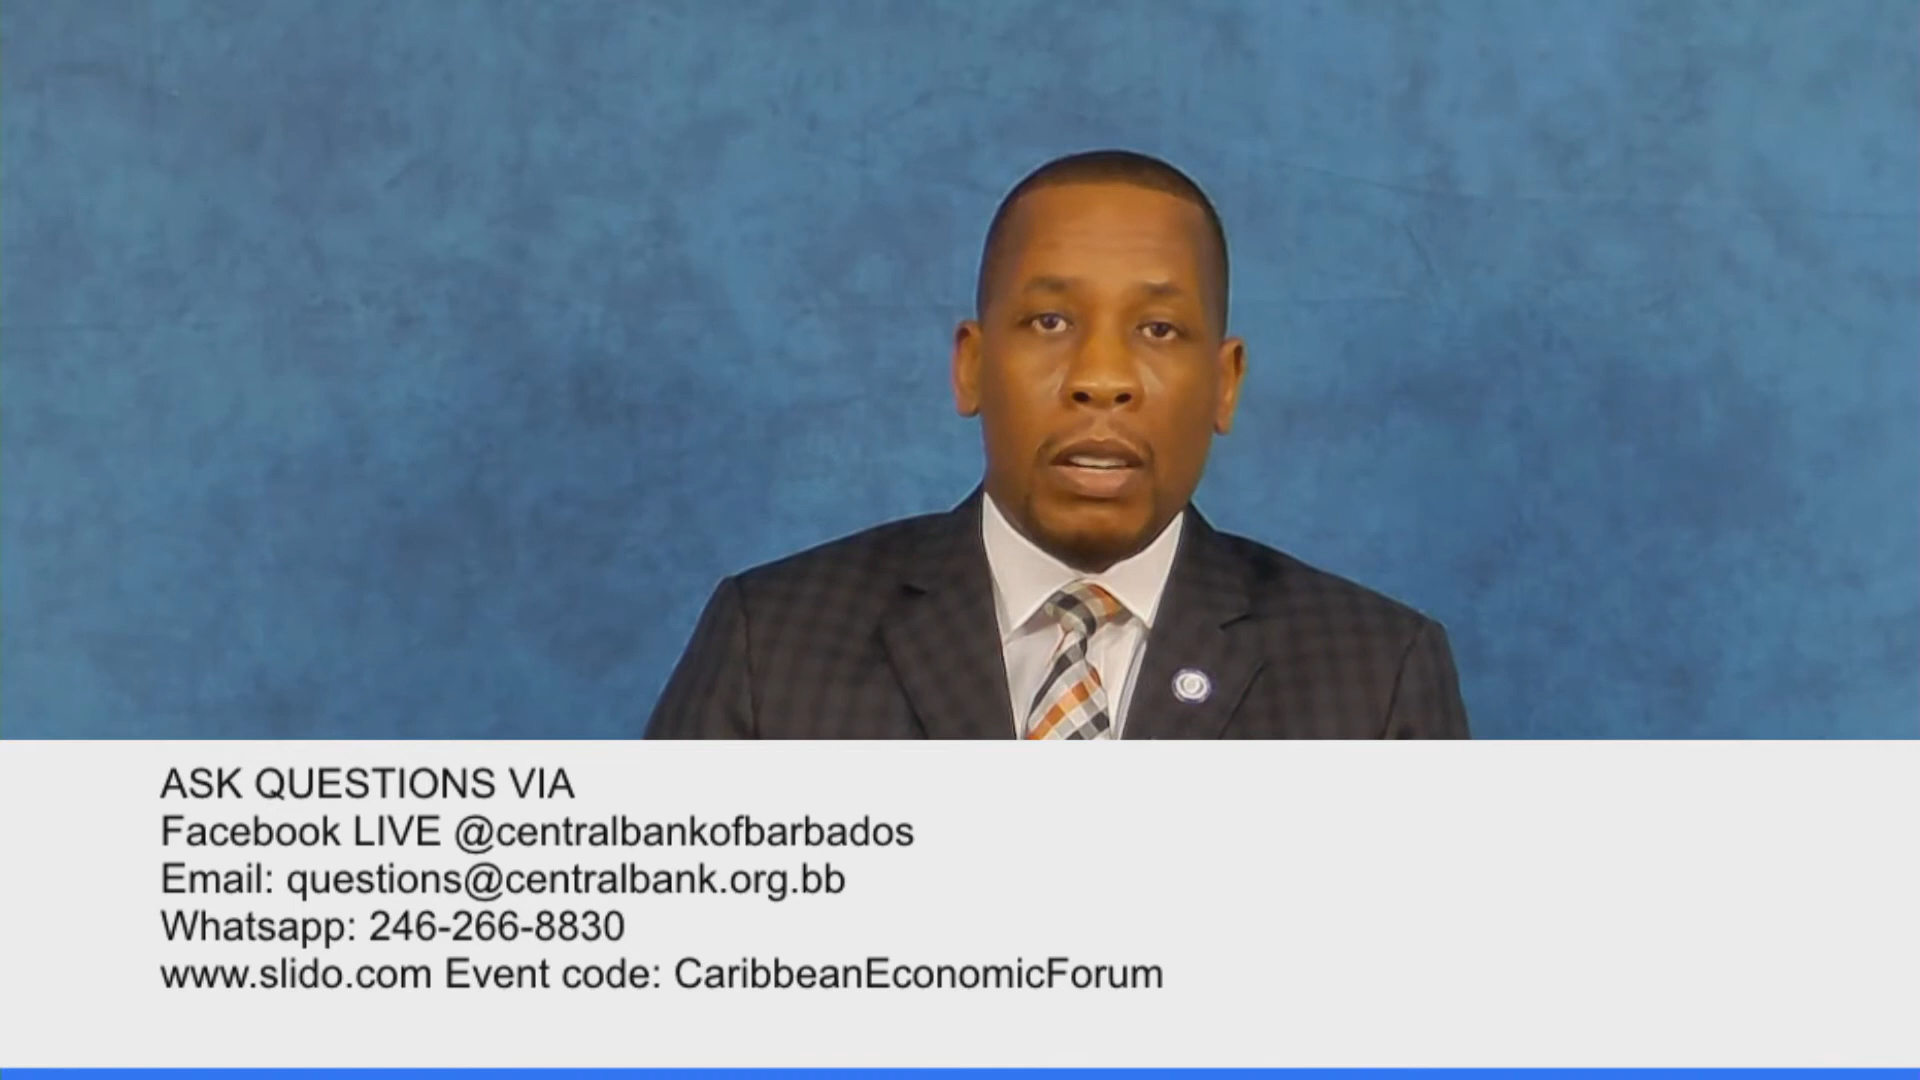 ASK QUESTIONS VIA
Facebook LIVE @centralbankofbarbados
Email: questions@centralbank.org.bb
Whatsapp: 246-266-8830
www.slido.com Event code: CaribbeanEconomicForum